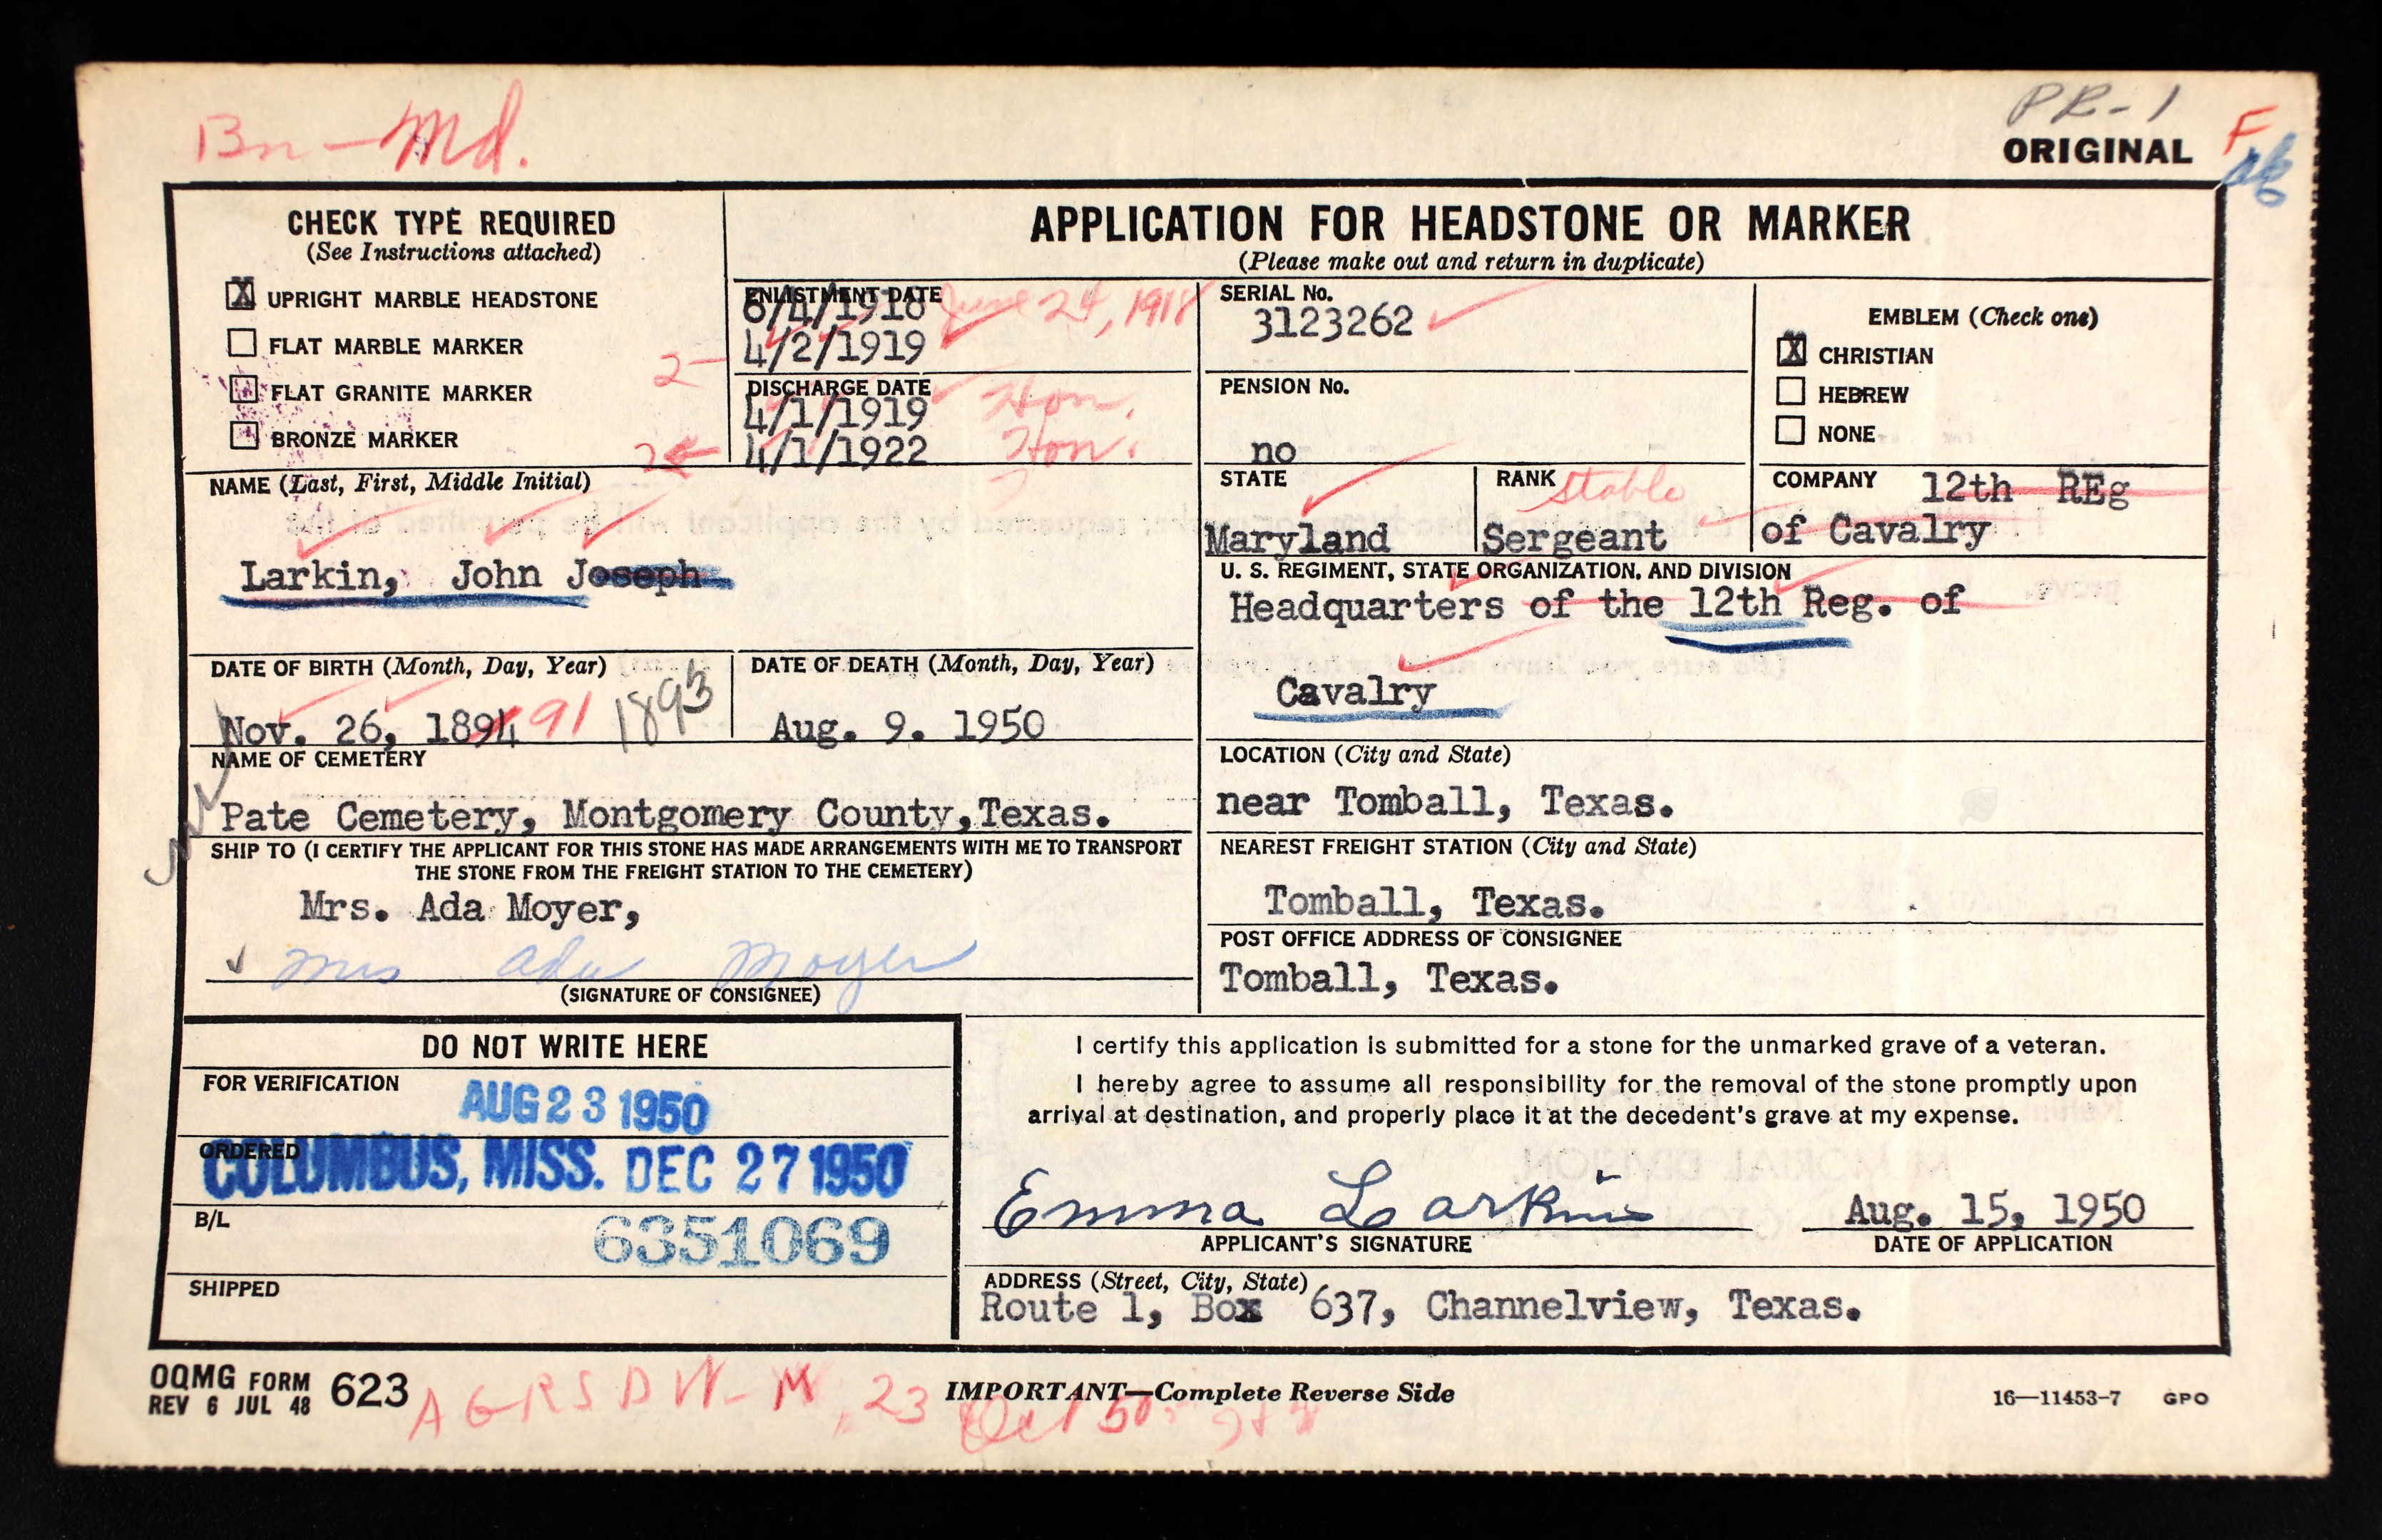 Bn - Md.
PR-1
ORIGINAL
F
CHECK TYPE REQUIRED
(See Instructions attached)
X UPRIGHT MARBLE HEADSTONE
FLAT MARBLE MARKER
FLAT GRANITE MARKER
BRONZE MARKER
APPLICATION FOR HEADSTONE OR MARKER
(Please make out and return in duplicate)
ENLISTMENT DATE
6/4/1918 June 24, 1918
2- 4/2/1919
DISCHARGE DATE
4/1/1919 Hon.
2 4/1/1922 Hon.
SERIAL No.
3123262
PENSION No.
no
EMBLEM (Check one)
X CHRISTIAN
HEBREW
NONE
NAME (Last, First, Middle Initial)
Larkin, John Joseph
STATE
Maryland
RANK stable
Sergeant
COMPANY 12th REg
of Cavalry
U. S. REGIMENT, STATE ORGANIZATION, AND DIVISION
Headquarters of the 12th Reg. of
Cavalry
DATE OF BIRTH (Month, Day, Year)
Nov. 26, 1894 91 1893
DATE OF DEATH (Month, Day, Year)
Aug. 9. 1950
NAME OF CEMETERY
Pate Cemetery, Montgomery County,Texas.
LOCATION (City and State)
near Tomball, Texas.
SHIP TO (I CERTIFY THE APPLICANT FOR THIS STONE HAS MADE ARRANGEMENTS WITH ME TO TRANSPORT
THE STONE FROM THE FREIGHT STATION TO THE CEMETERY)
Mrs. Ada Moyer,
Mrs Ada Moyer
(SIGNATURE OF CONSIGNEE)
NEAREST FREIGHT STATION (City and State)
Tomball, Texas.
POST OFFICE ADDRESS OF CONSIGNEE
Tomball, Texas.
DO NOT WRITE HERE
FOR VERIFICATION
AUG 23 1950
ORDERED
COLUMBUS, MISS. DEC 27 1950
B/L
6351069
SHIPPED
I certify this application is submitted for a stone for the unmarked grave of a veteran.
I hereby agree to assume all responsibility for the removal of the stone promptly upon
arrival at destination, and properly place it at the decedent's grave at my expense.
Emma Larkin
APPLICANT'S SIGNATURE
Aug. 15, 1950
DATE OF APPLICATION
ADDRESS (Street, City, State)
Route 1, Box 637, Channelview, Texas.
OQMG FORM 623
REV 6 JUL 48
AGRSDW-M 23 Oct 50
IMPORTANT—Complete Reverse Side
16—11453-7 GPO